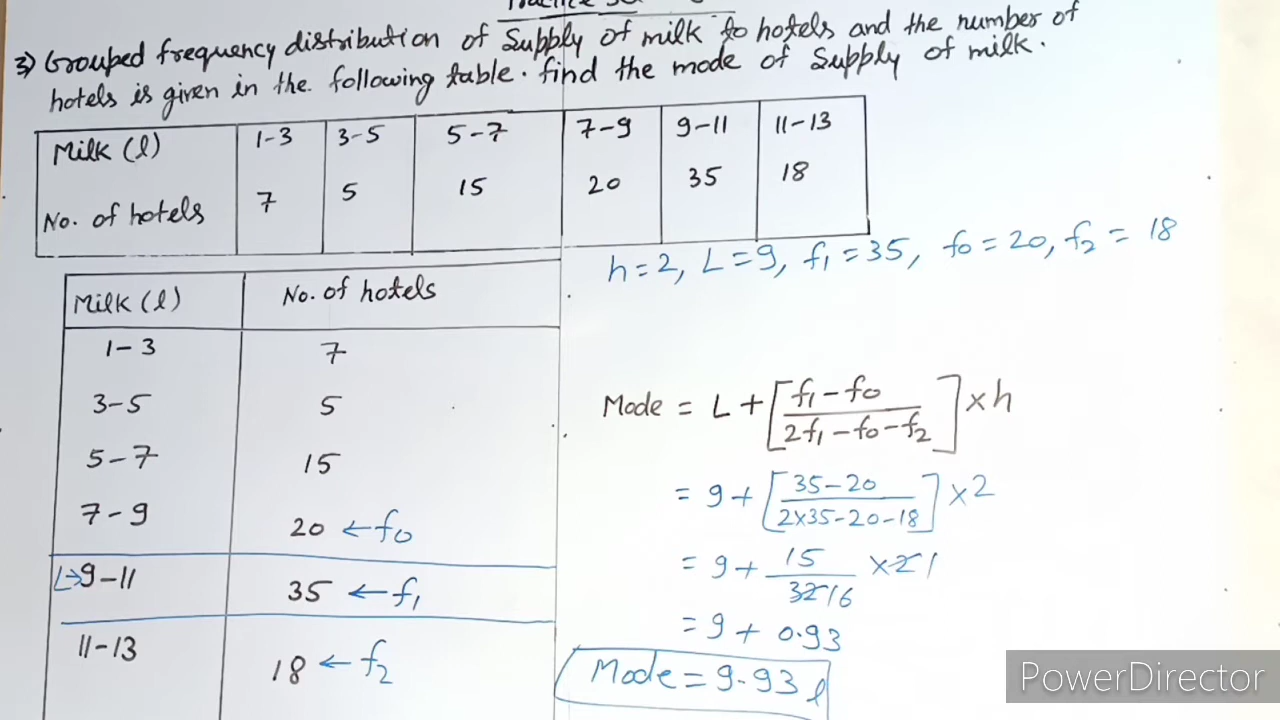 3) Grouped frequency distribution of Supply of milk to hotels and the number of
hotels is given in the following table. find the mode of Supply of milk.
Milk (l) 1-3 3-5 5-7 7-9 9-11 11-13
No. of hotels 7 5 15 20 35 18
h=2, L=9, f₁=35, f₀=20, f₂=18
Milk (l) No. of hotels
1-3 7
3-5 5
5-7 15
7-9 20 ←f₀
L→9-11 35 ←f₁
11-13 18 ←f₂
Mode = L+[f₁-f₀/2f₁-f₀-f₂]×h
= 9+[35-20/2×35-20-18]×2
= 9+ 15/32 16 ×2 1
= 9+ 0.93
Mode = 9.93 l
PowerDirector